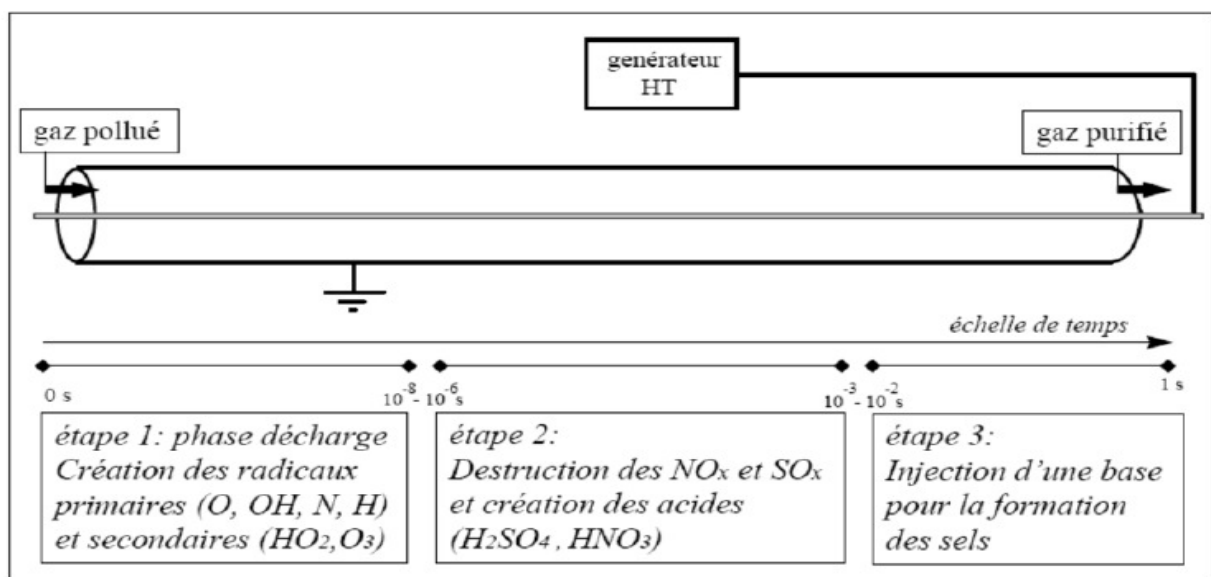 genérateur
HT
gaz pollué
gaz purifié
échelle de temps
0 s
10⁻⁸- 10⁻⁶s
10⁻³- 10⁻²s
1 s
étape 1: phase décharge
Création des radicaux
primaires (O, OH, N, H)
et secondaires (HO₂,O₃)
étape 2:
Destruction des NOₓ et SOₓ
et création des acides
(H₂SO₄ , HNO₃)
étape 3:
Injection d’une base
pour la formation
des sels